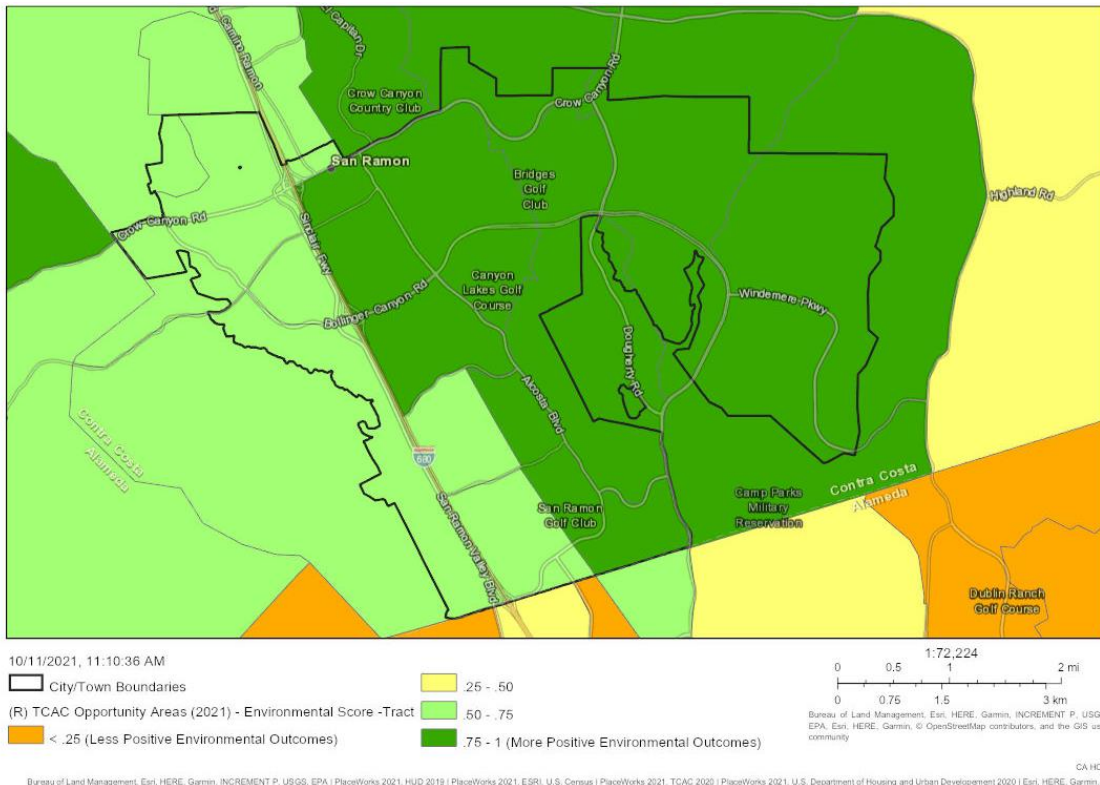 Camino Ramon
El Capitan Dr
Crow Canyon
Country Club
Crow Canyon Rd
San Ramon
Bridges
Golf
Club
Highland Rd
Crow Canyon Rd
Sinclair Fwy
Canyon
Lakes Golf
Course
Bollinger Canyon Rd
Windemere Pkwy
Dougherty Rd
Alcosta Blvd
Contra Costa
Alameda
680
Contra Costa
Alameda
Camp Parks
Military
Reservation
San Ramon
Golf Club
San Ramon Valley Blvd
Dublin Ranch
Golf Course
10/11/2021, 11:10:36 AM
City/Town Boundaries
(R) TCAC Opportunity Areas (2021) - Environmental Score -Tract
< .25 (Less Positive Environmental Outcomes)
.25 - .50
.50 - .75
.75 - 1 (More Positive Environmental Outcomes)
1:72,224
0 0.5 1 2 mi
0 0.75 1.5 3 km
Bureau of Land Management, Esri, HERE, Garmin, INCREMENT P, USG
EPA, Esri, HERE, Garmin, © OpenStreetMap contributors, and the GIS us
community
CA HC
Bureau of Land Management, Esri, HERE, Garmin, INCREMENT P, USGS, EPA | PlaceWorks 2021, HUD 2019 | PlaceWorks 2021, ESRI, U.S. Census | PlaceWorks 2021, TCAC 2020 | PlaceWorks 2021, U.S. Department of Housing and Urban Developement 2020 | Esri, HERE, Garmin,